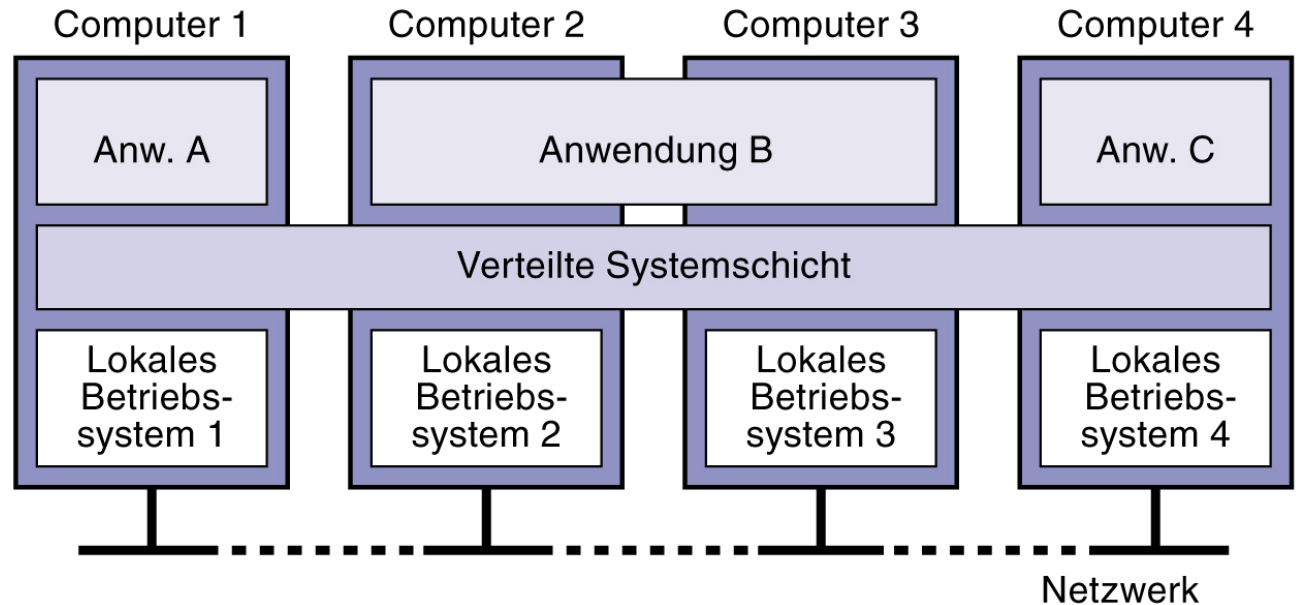 Computer 1 Computer 2 Computer 3 Computer 4
Anw. A Anwendung B Anw. C
Verteilte Systemschicht
Lokales Lokales Lokales Lokales
Betriebs- Betriebs- Betriebs- Betriebs-
system 1 system 2 system 3 system 4
Netzwerk